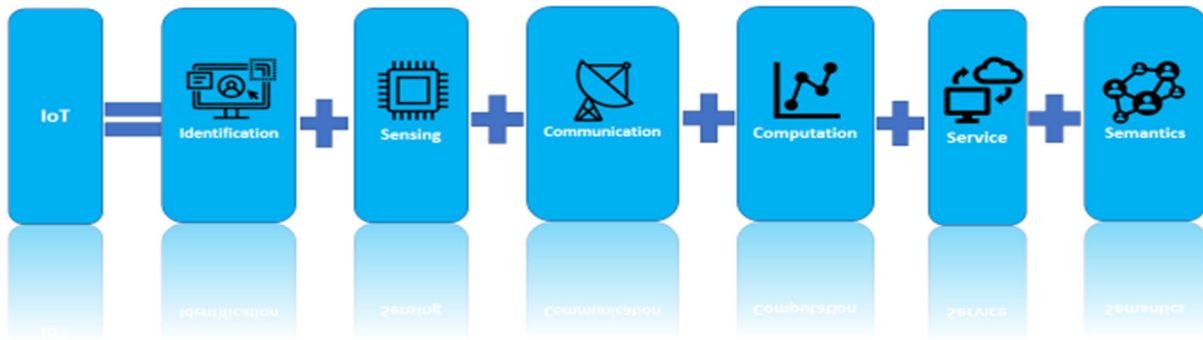 IoT
Identification
Sensing
Communication
Computation
Service
Semantics